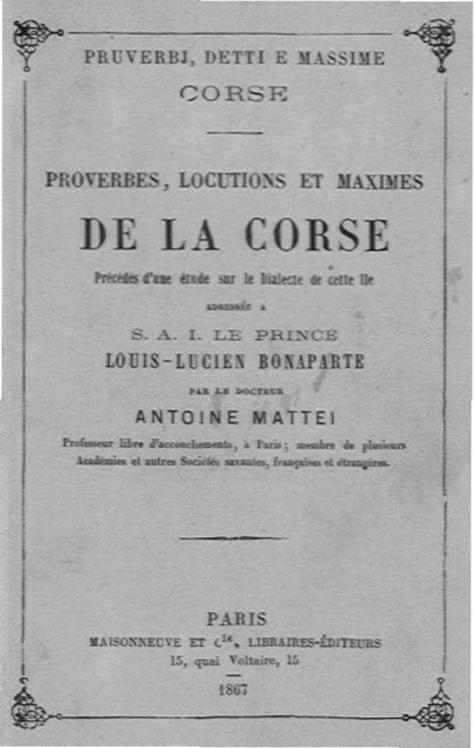 PRUVERBJ, DETTI E MASSIME
CORSE
PROVERBES, LOCUTIONS ET MAXIMES
DE LA CORSE
Précédés d'une étude sur le Dialecte de cette Ile
ADRESSÉE A
S. A. I. LE PRINCE
LOUIS-LUCIEN BONAPARTE
PAR LE DOCTEUR
ANTOINE MATTEI
Professeur libre d'accouchements, à Paris; membre de plusieurs
Académies et autres Sociétés savantes, françaises et étrangères.
PARIS
MAISONNEUVE ET Cie, LIBRAIRES-ÉDITEURS
15, quai Voltaire, 15
1867